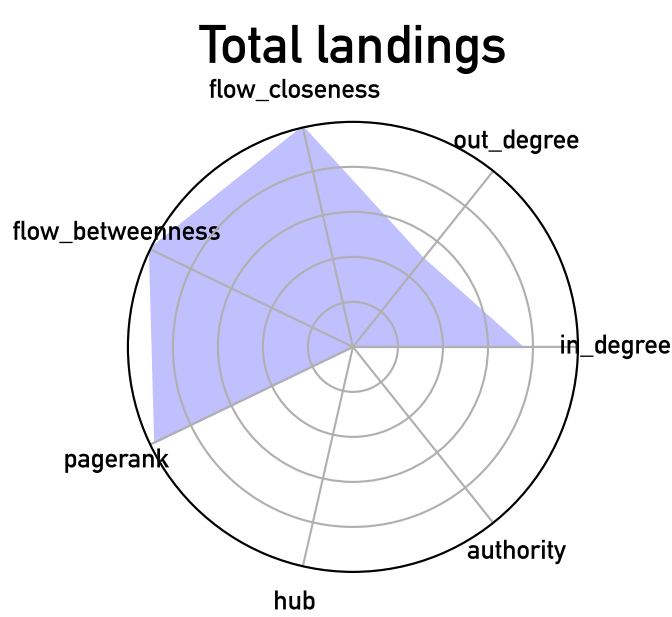 Total landings
flow_closeness
out_degree
flow_betweenness
in_degree
pagerank
authority
hub